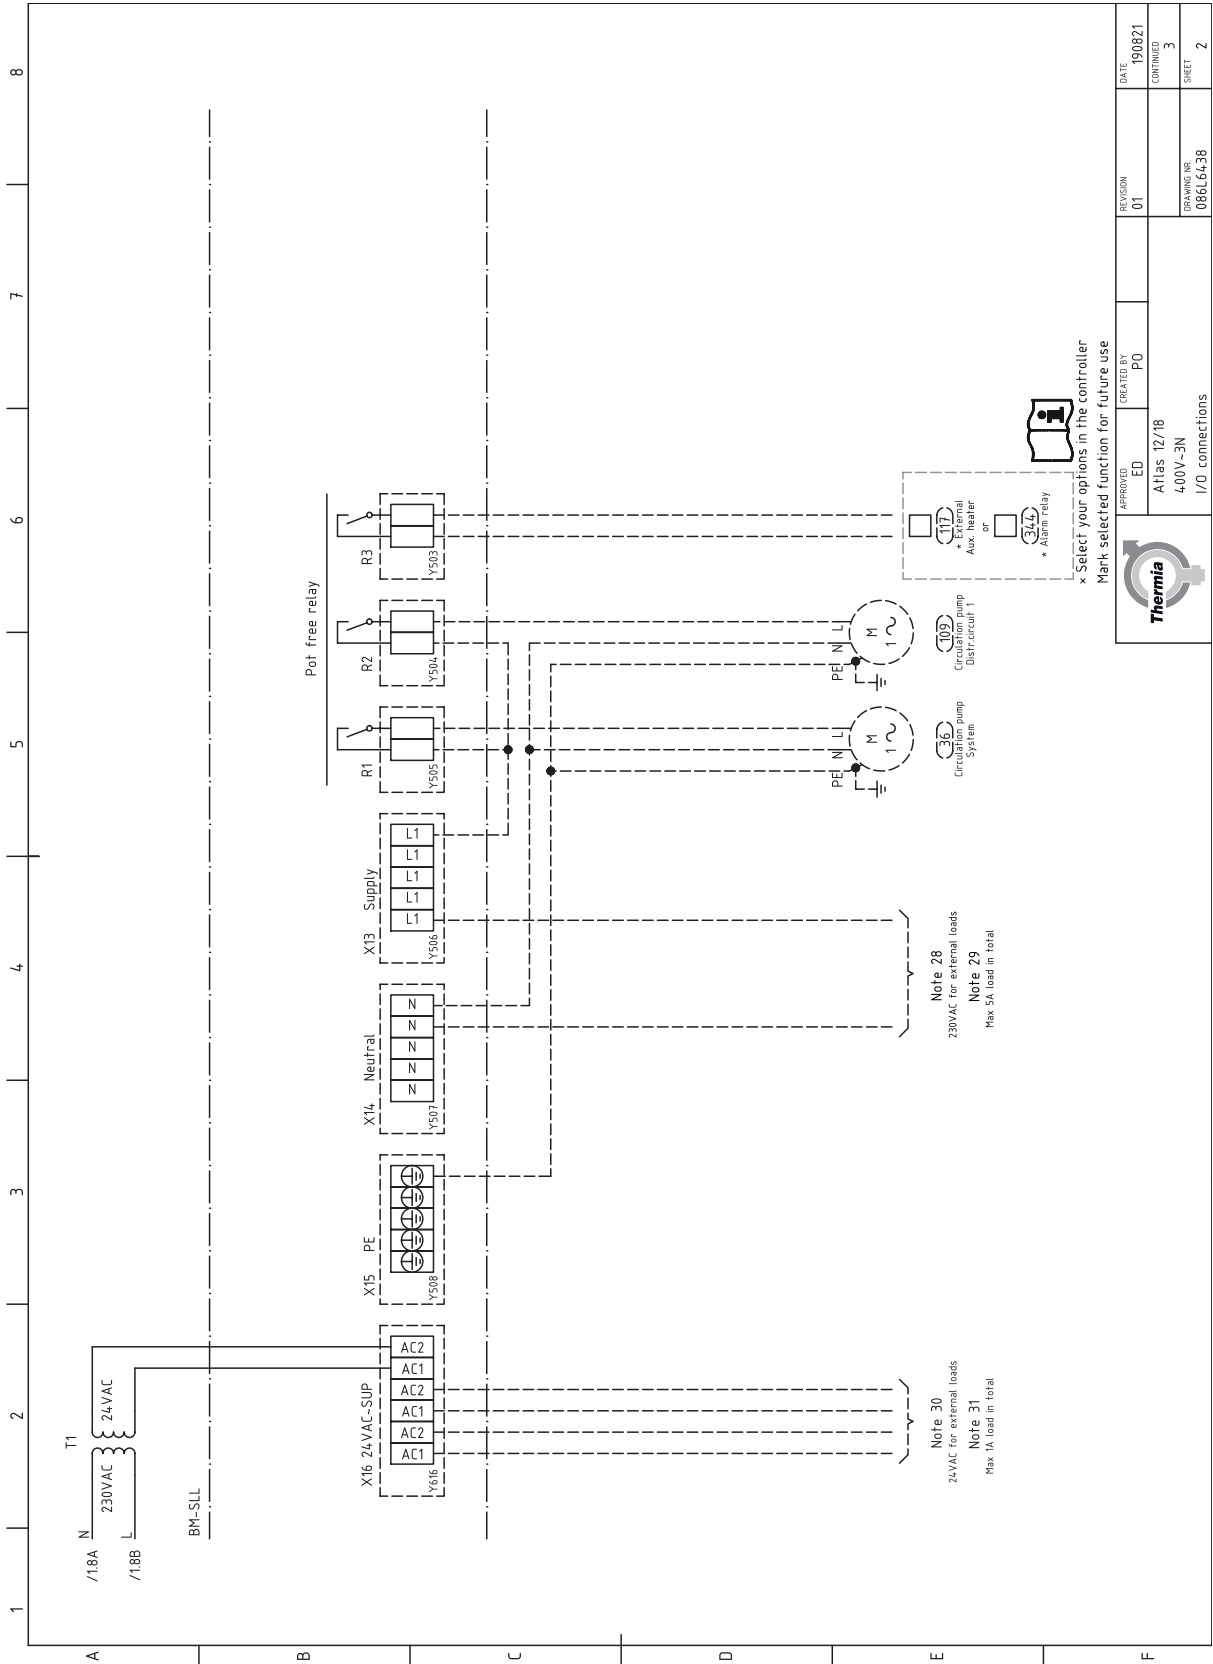 1
2
3
4
5
6
7
8
A
B
C
D
E
F
T1
/1.8A
N
/1.8B
L
230VAC
24VAC
BM-SLL
X16 24VAC~SUP
AC1
AC2
AC1
AC2
AC1
AC2
Y616
X15
PE
Y508
X14
Neutral
N
N
N
N
N
Y507
X13
Supply
L1
L1
L1
L1
L1
Y506
Pot free relay
R1
Y505
R2
Y504
R3
Y503
Note 30
24VAC for external loads
Note 31
Max 1A load in total
Note 28
230VAC for external loads
Note 29
Max 5A load in total
PE
N
L
M
1
36
Circulation pump
System
PE
N
L
M
1
109
Circulation pump
Distr.circuit 1
117
* External
Aux. heater
or
344
* Alarm relay
i
* Select your options in the controller
Mark selected function for future use
Thermia
APPROVED
ED
CREATED BY
PO
REVISION
01
DATE
190821
Atlas 12/18
400V~3N
I/O connections
CONTINUED
3
DRAWING NR.
086L6438
SHEET
2